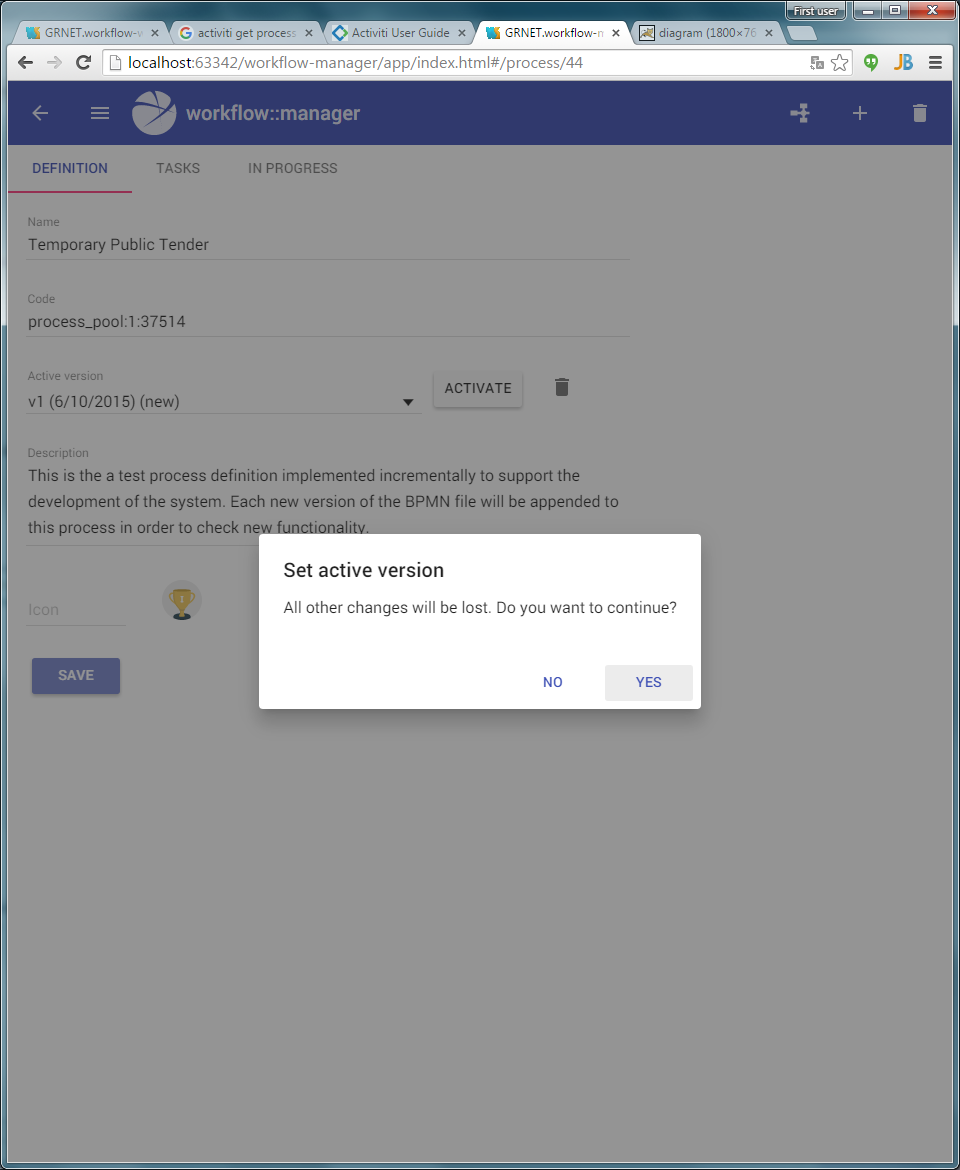 First user
GRNET.workflow-v
activiti get process
Activiti User Guide
GRNET.workflow-n
diagram (1800×76
localhost:63342/workflow-manager/app/index.html#/process/44
JB
workflow::manager
DEFINITION TASKS IN PROGRESS
Name
Temporary Public Tender
Code
process_pool:1:37514
Active version
v1 (6/10/2015) (new)
ACTIVATE
Description
This is the a test process definition implemented incrementally to support the
development of the system. Each new version of the BPMN file will be appended to
this process in order to check new functionality.
Set active version
All other changes will be lost. Do you want to continue?
NO YES
Icon
SAVE